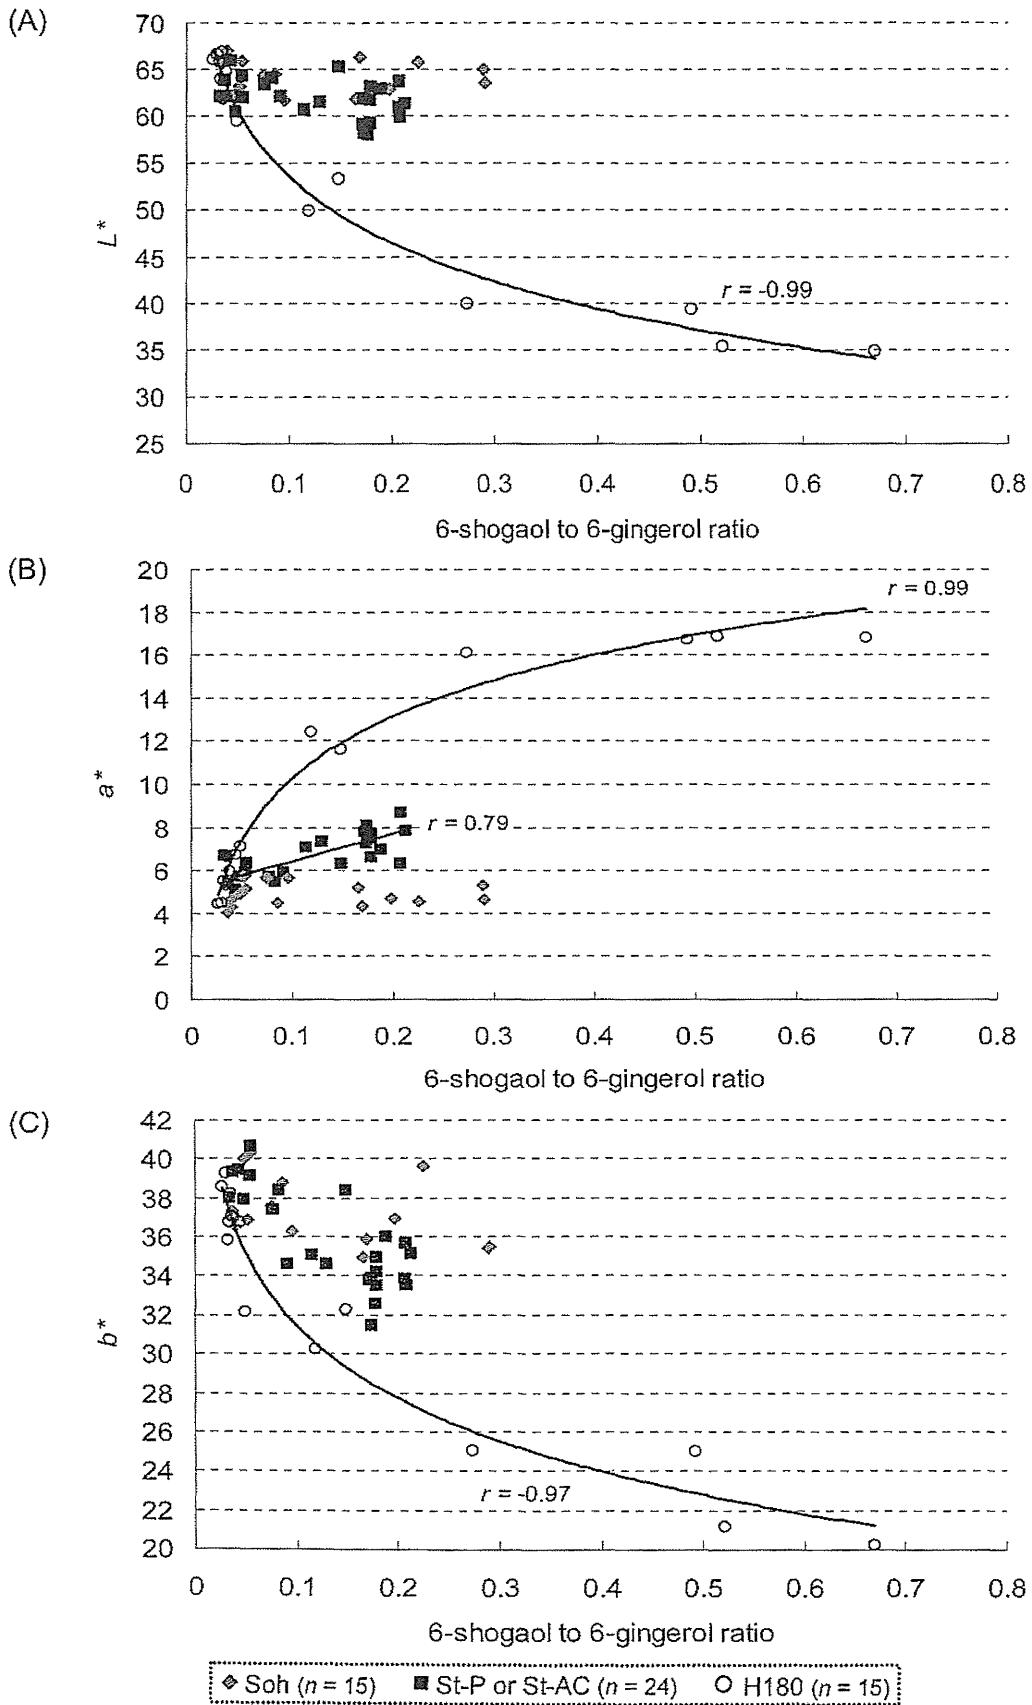 (A)
70
65
60
55
50
45
40
35
30
25
L*
r = -0.99
0 0.1 0.2 0.3 0.4 0.5 0.6 0.7 0.8
6-shogaol to 6-gingerol ratio
(B)
20
18
16
14
12
10
8
6
4
2
0
a*
r = 0.99
r = 0.79
0 0.1 0.2 0.3 0.4 0.5 0.6 0.7 0.8
6-shogaol to 6-gingerol ratio
(C)
42
40
38
36
34
32
30
28
26
24
22
20
b*
r = -0.97
0 0.1 0.2 0.3 0.4 0.5 0.6 0.7 0.8
6-shogaol to 6-gingerol ratio
Soh (n = 15) St-P or St-AC (n = 24) H180 (n = 15)